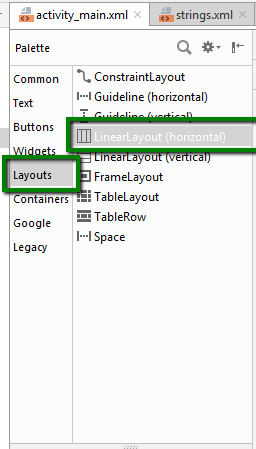 activity_main.xml
strings.xml
Palette
Common
Text
Buttons
Widgets
Layouts
Containers
Google
Legacy
ConstraintLayout
Guideline (horizontal)
Guideline (vertical)
LinearLayout (horizontal)
LinearLayout (vertical)
FrameLayout
TableLayout
TableRow
Space